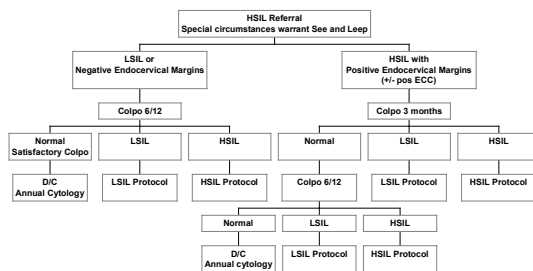 HSIL Referral
Special circumstances warrant See and Leep
LSIL or
Negative Endocervical Margins
HSIL with
Positive Endocervical Margins
(+/- pos ECC)
Colpo 6/12
Colpo 3 months
Normal
Satisfactory Colpo
LSIL
HSIL
Normal
LSIL
HSIL
D/C
Annual Cytology
LSIL Protocol
HSIL Protocol
Colpo 6/12
LSIL Protocol
HSIL Protocol
Normal
LSIL
HSIL
D/C
Annual cytology
LSIL Protocol
HSIL Protocol